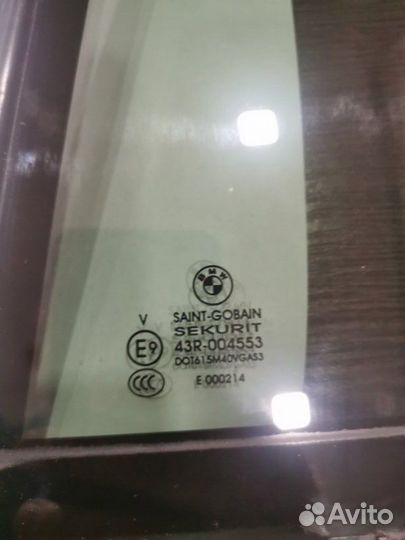 BMW
SAINT-GOBAIN
V SEKURIT
E9 43R-004553
DOT615M40VGAS3
CCC E 000214
Avito